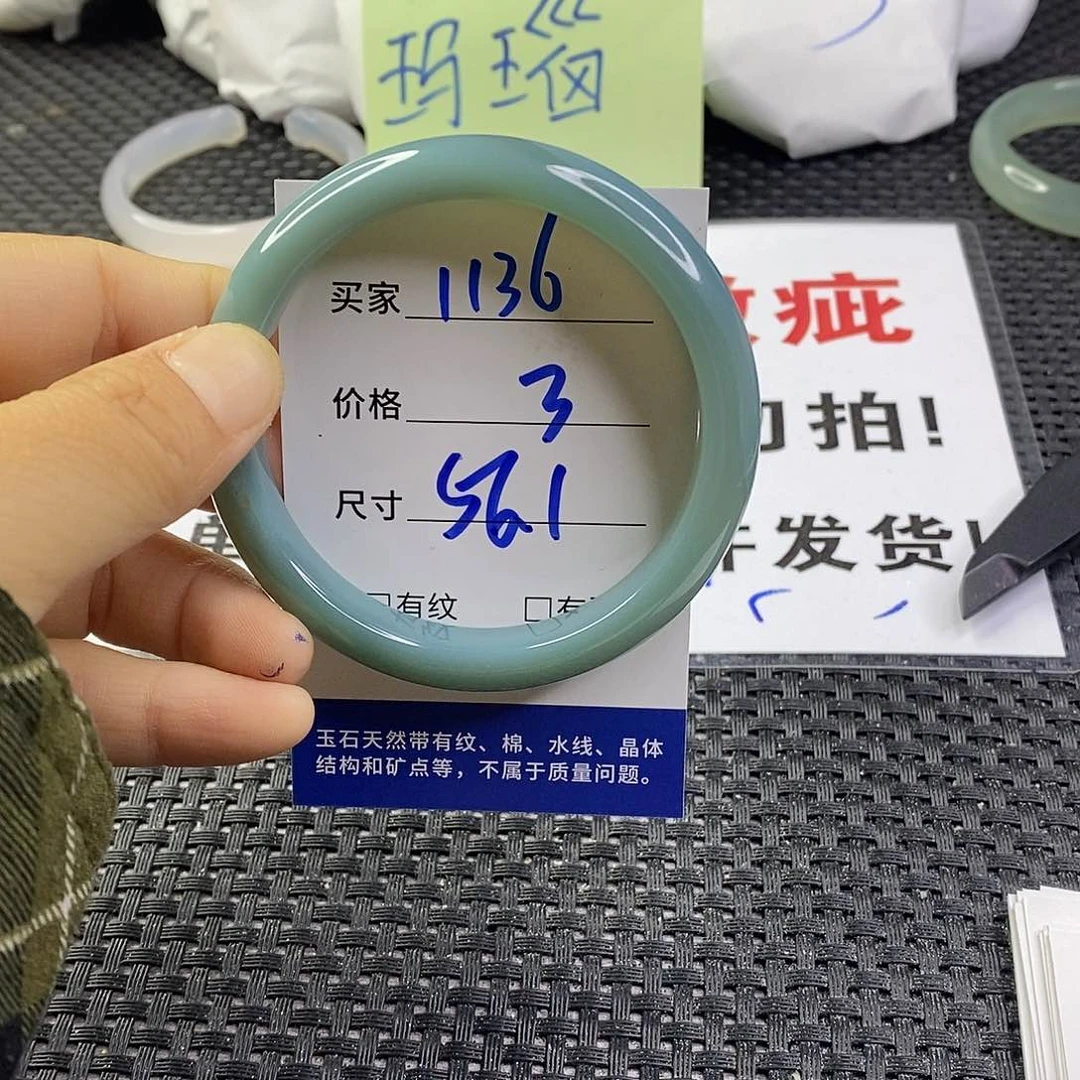 玛瑙
买家 1136
价格 3
尺寸 56.1
□有纹 □有
玉石天然带有纹、棉、水线、晶体
结构和矿点等，不属于质量问题。
疵
拍!
发货!